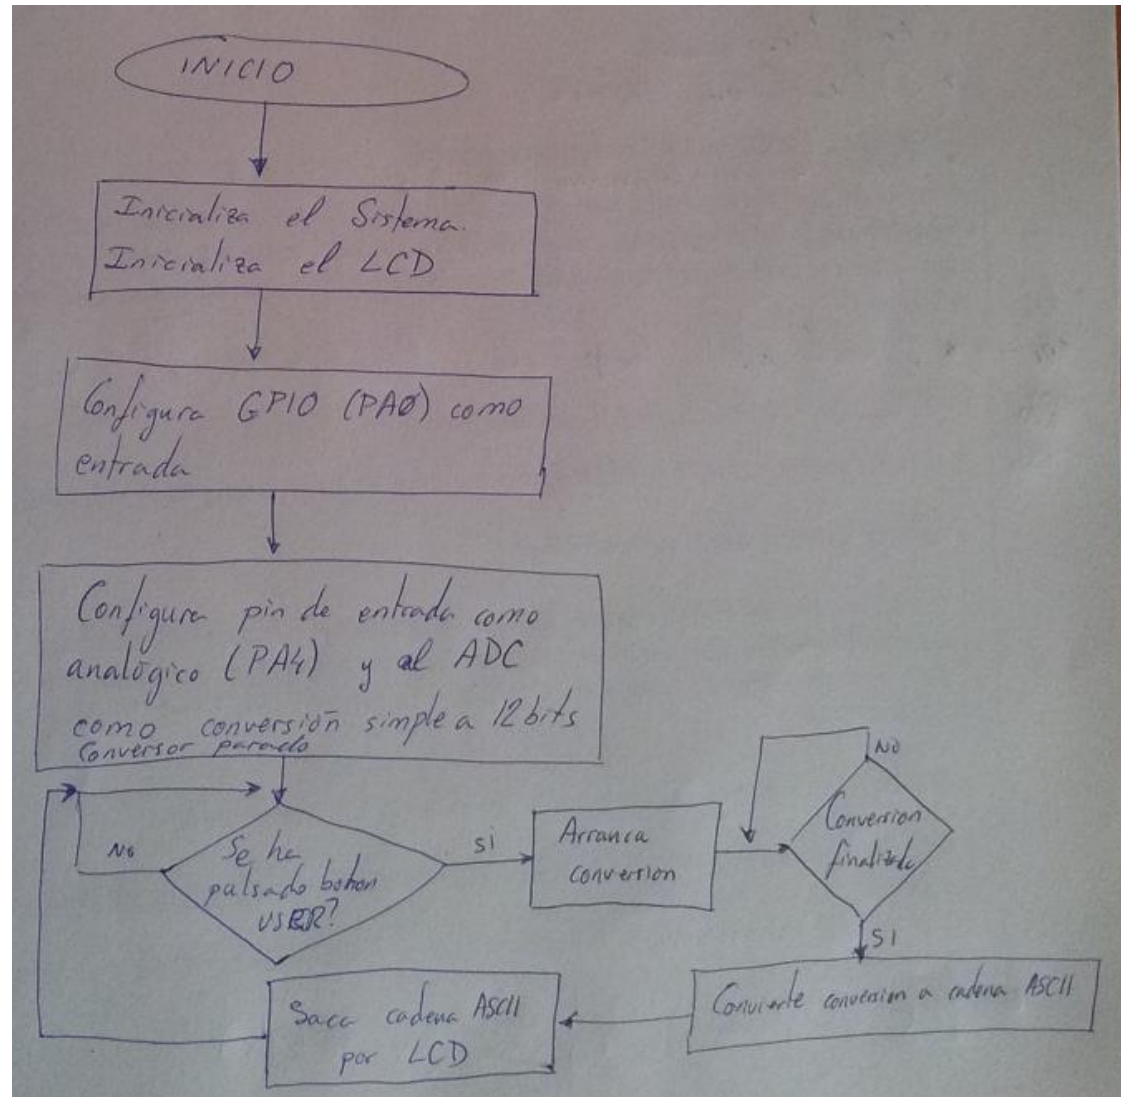 INICIO
Inicializa el Sistema.
Inicializa el LCD
Configura GPIO (PAØ) como
entrada
Configura pin de entrada como
analógico (PA4) y al ADC
como conversión simple a 12 bits
Conversor parado
Se ha
pulsado boton
USER?
No
SI
Arranca
conversion
Conversion
finalizada
No
SI
Convierte conversion a cadena ASCII
Saca cadena ASCII
por LCD